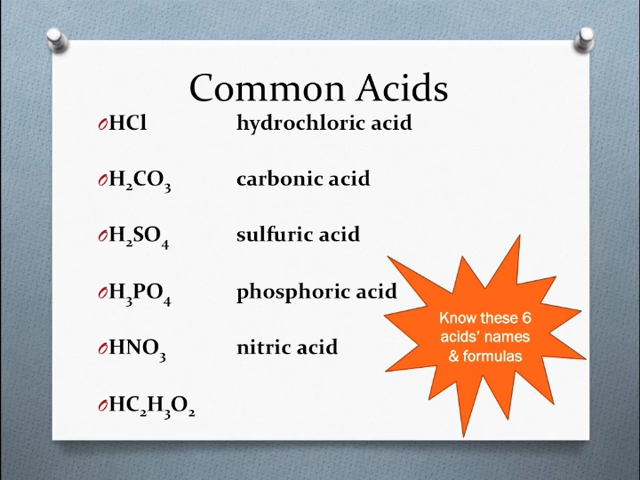 Common Acids
HCl hydrochloric acid
H₂CO₃ carbonic acid
H₂SO₄ sulfuric acid
H₃PO₄ phosphoric acid
HNO₃ nitric acid
HC₂H₃O₂
Know these 6
acids’ names
& formulas